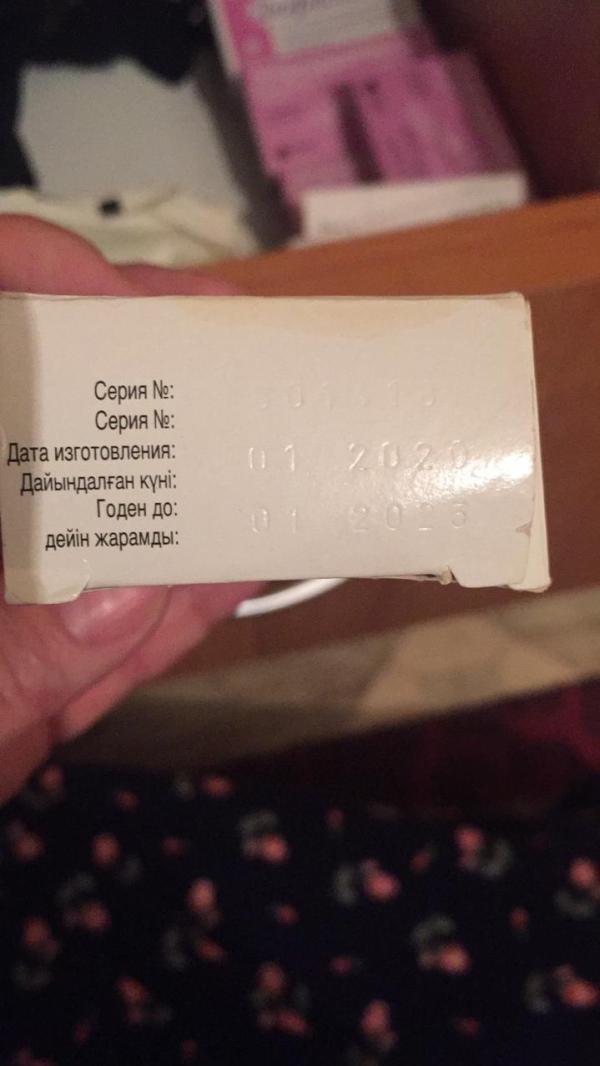 Серия №:
Серия №:
Дата изготовления: 01 2020
Дайындалған күні:
Годен до: 01 2023
дейін жарамды: